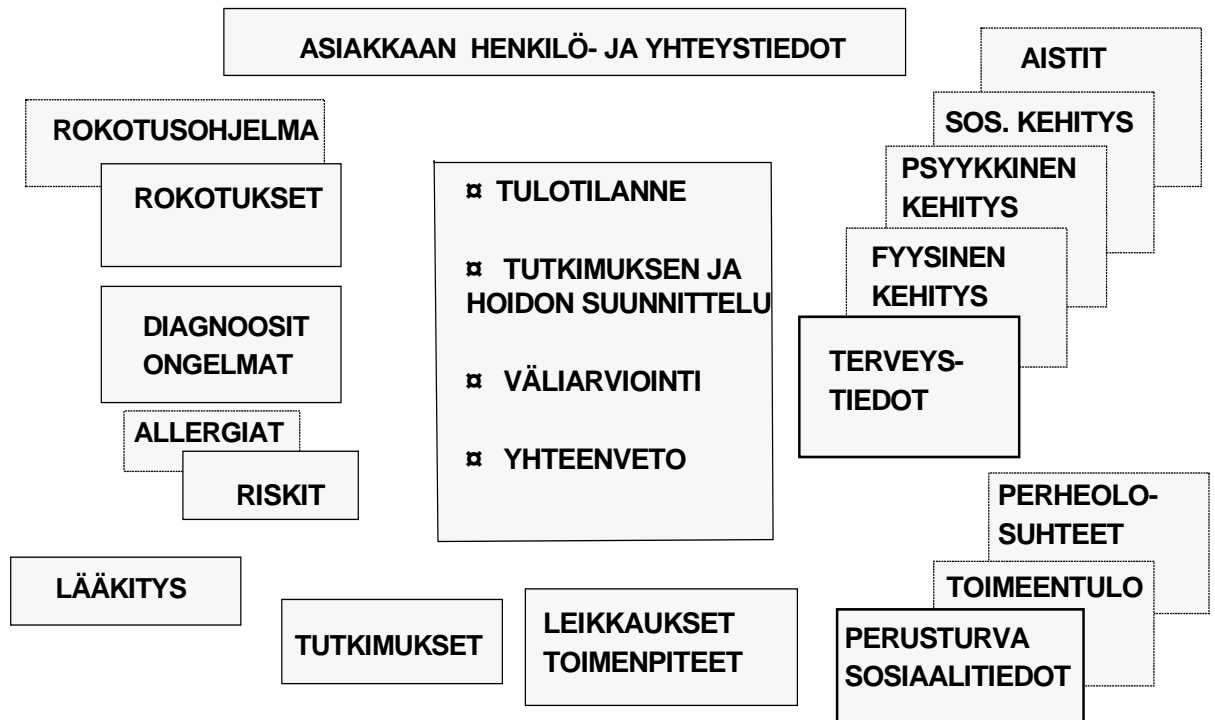 ASIAKKAAN HENKILÖ- JA YHTEYSTIEDOT
ROKOTUSOHJELMA
ROKOTUKSET
DIAGNOOSIT
ONGELMAT
ALLERGIAT
RISKIT
LÄÄKITYS
¤ TULOTILANNE
¤ TUTKIMUKSEN JA
HOIDON SUUNNITTELU
¤ VÄLIARVIOINTI
¤ YHTEENVETO
TUTKIMUKSET
LEIKKAUKSET
TOIMENPITEET
AISTIT
SOS. KEHITYS
PSYYKKINEN
KEHITYS
FYYSINEN
KEHITYS
TERVEYS-
TIEDOT
PERHEOLO-
SUHTEET
TOIMEENTULO
PERUSTURVA
SOSIAALITIEDOT